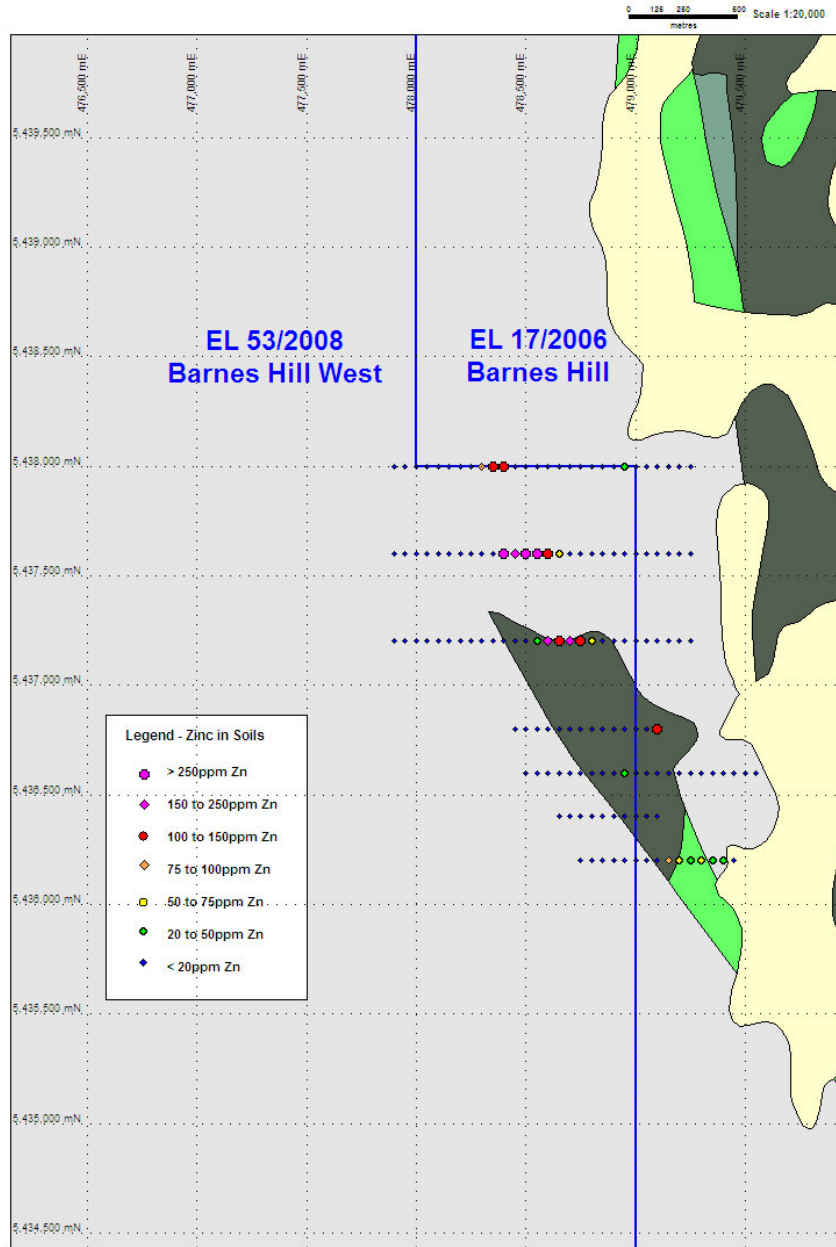 0 125 250 500 Scale 1:20,000
metres
476,500 mE
477,000 mE
477,500 mE
478,000 mE
478,500 mE
479,000 mE
479,500 mE
5,439,500 mN
5,439,000 mN
5,438,500 mN
5,438,000 mN
5,437,500 mN
5,437,000 mN
5,436,500 mN
5,436,000 mN
5,435,500 mN
5,435,000 mN
5,434,500 mN
EL 53/2008
Barnes Hill West
EL 17/2006
Barnes Hill
Legend - Zinc in Soils
> 250ppm Zn
150 to 250ppm Zn
100 to 150ppm Zn
75 to 100ppm Zn
50 to 75ppm Zn
20 to 50ppm Zn
< 20ppm Zn